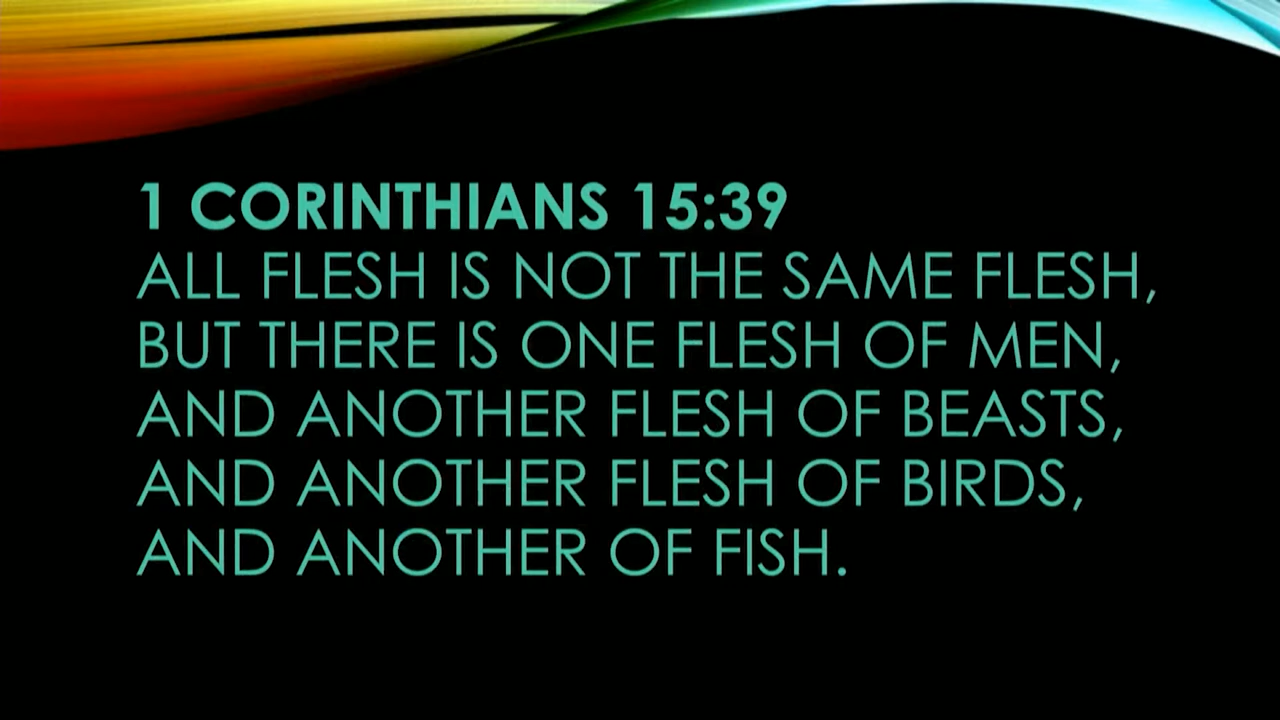 1 CORINTHIANS 15:39
ALL FLESH IS NOT THE SAME FLESH,
BUT THERE IS ONE FLESH OF MEN,
AND ANOTHER FLESH OF BEASTS,
AND ANOTHER FLESH OF BIRDS,
AND ANOTHER OF FISH.